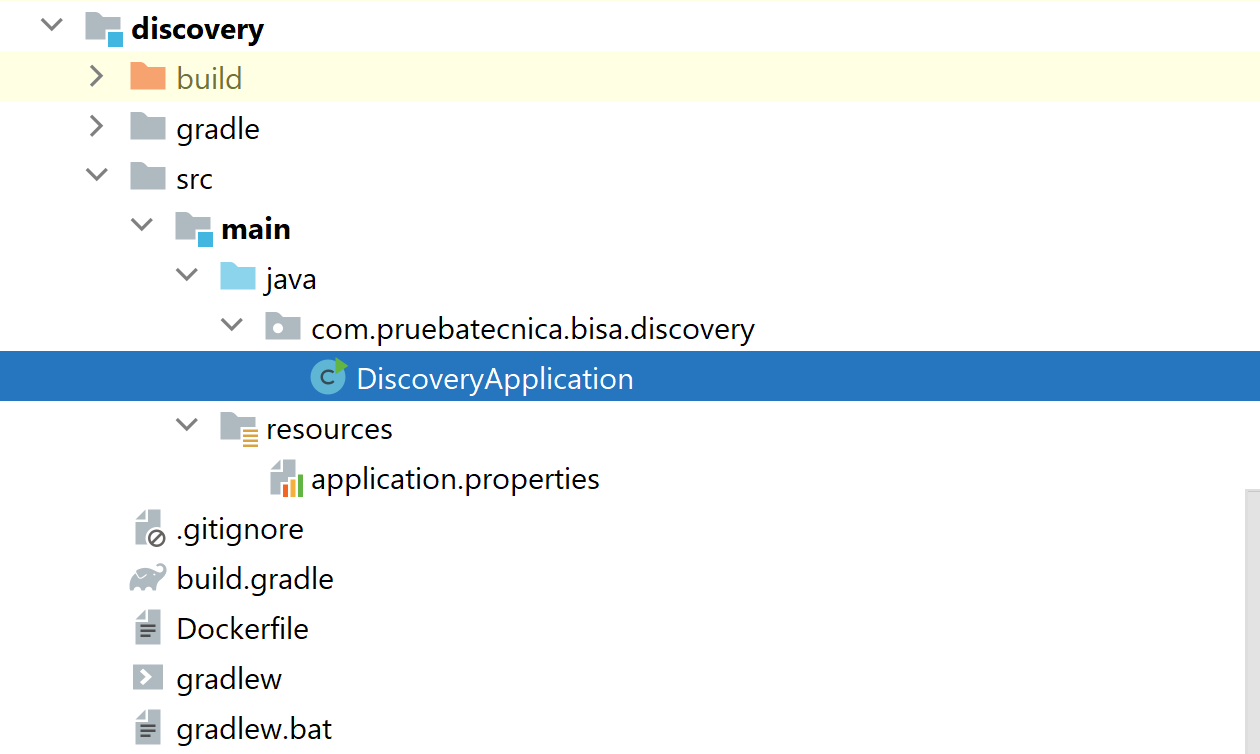 discovery
build
gradle
src
main
java
com.pruebatecnica.bisa.discovery
C DiscoveryApplication
resources
application.properties
.gitignore
build.gradle
Dockerfile
gradlew
gradlew.bat